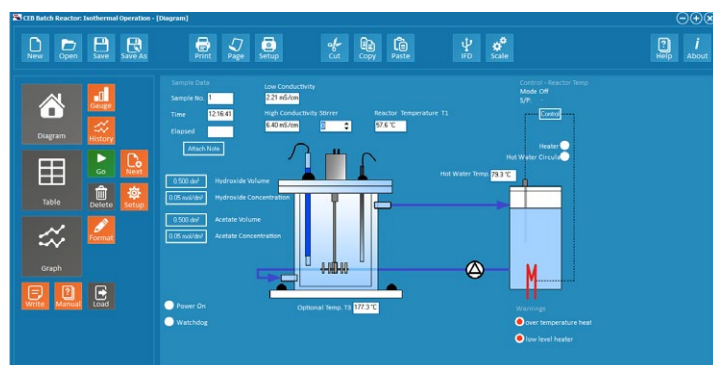 CEB Batch Reactor: Isothermal Operation - [Diagram]
New Open Save Save As Print Page Setup Cut Copy Paste IFD Scale Help About
Diagram
Gauge
History
Table
Go
Next
Delete
Setup
Graph
Format
Write
Manual
Load
Sample Data
Sample No. 1
Time 12:16:41
Elapsed
Attach Note
Low Conductivity
2.21 mS/cm
High Conductivity Stirrer
6.40 mS/cm 0
Reactor Temperature T1
57.6 °C
Control - Reactor Temp
Mode Off
S/P: -
Control
Heater
Hot Water Circula
Hot Water Temp. 79.3 °C
0.500 dm³ Hydroxide Volume
0.05 mol/dm³ Hydroxide Concentration
0.500 dm³ Acetate Volume
0.05 mol/dm³ Acetate Concentration
Power On
Watchdog
Optional Temp. T3 177.3 °C
Warnings
over temperature heat
low level heater